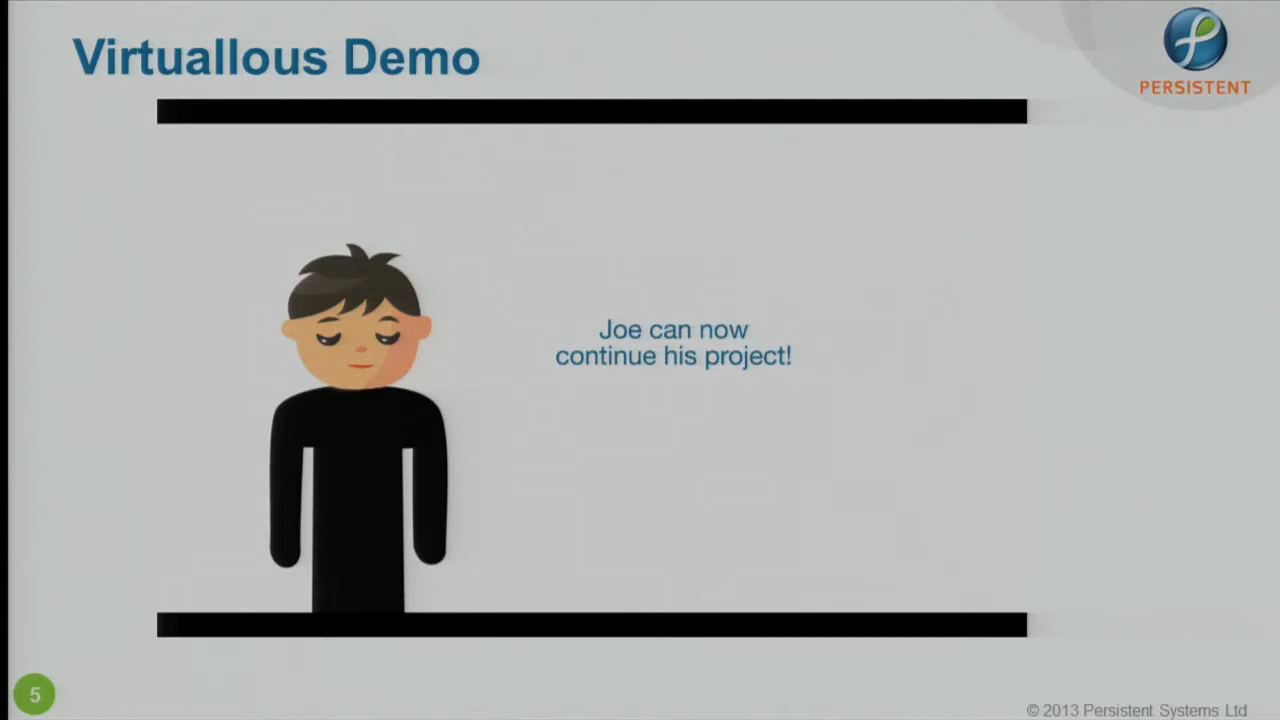 Virtuallous Demo
PERSISTENT
Joe can now
continue his project!
5
© 2013 Persistent Systems Ltd